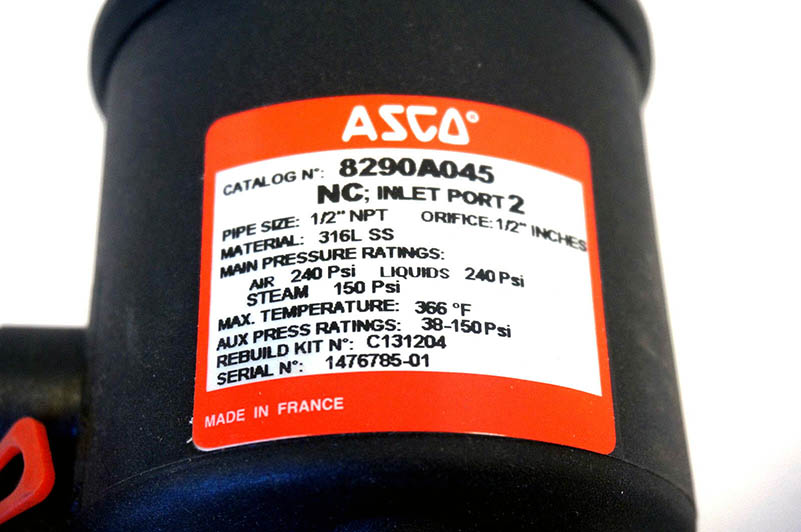 ASCO®
CATALOG N°: 8290A045
NC; INLET PORT 2
PIPE SIZE: 1/2" NPT ORIFICE: 1/2" INCHES
MATERIAL: 316L SS
MAIN PRESSURE RATINGS:
AIR 240 Psi LIQUIDS 240 Psi
STEAM 150 Psi
MAX. TEMPERATURE: 366 °F
AUX PRESS RATINGS: 38-150 Psi
REBUILD KIT N°: C131204
SERIAL N°: 1476785-01
MADE IN FRANCE